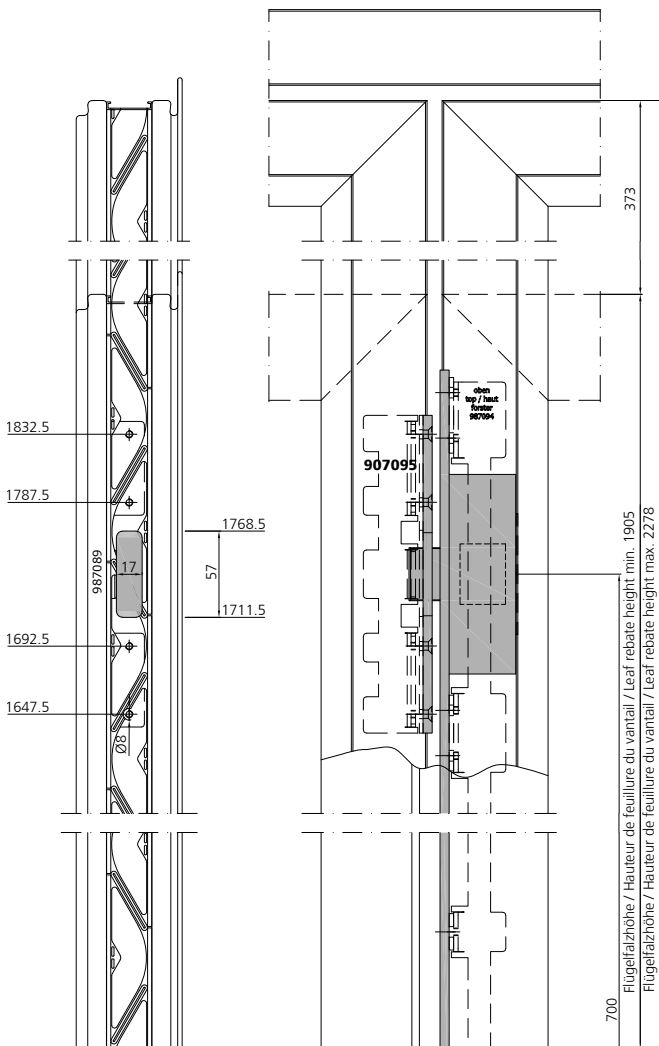 oben
top / haut
forster
987094
373
1832.5
907095
1787.5
1768.5
987089
17
57
1711.5
1692.5
1647.5
Ø8
700
Flügelfalzhöhe / Hauteur de feuillure du vantail / Leaf rebate height min. 1905
Flügelfalzhöhe / Hauteur de feuillure du vantail / Leaf rebate height max. 2278